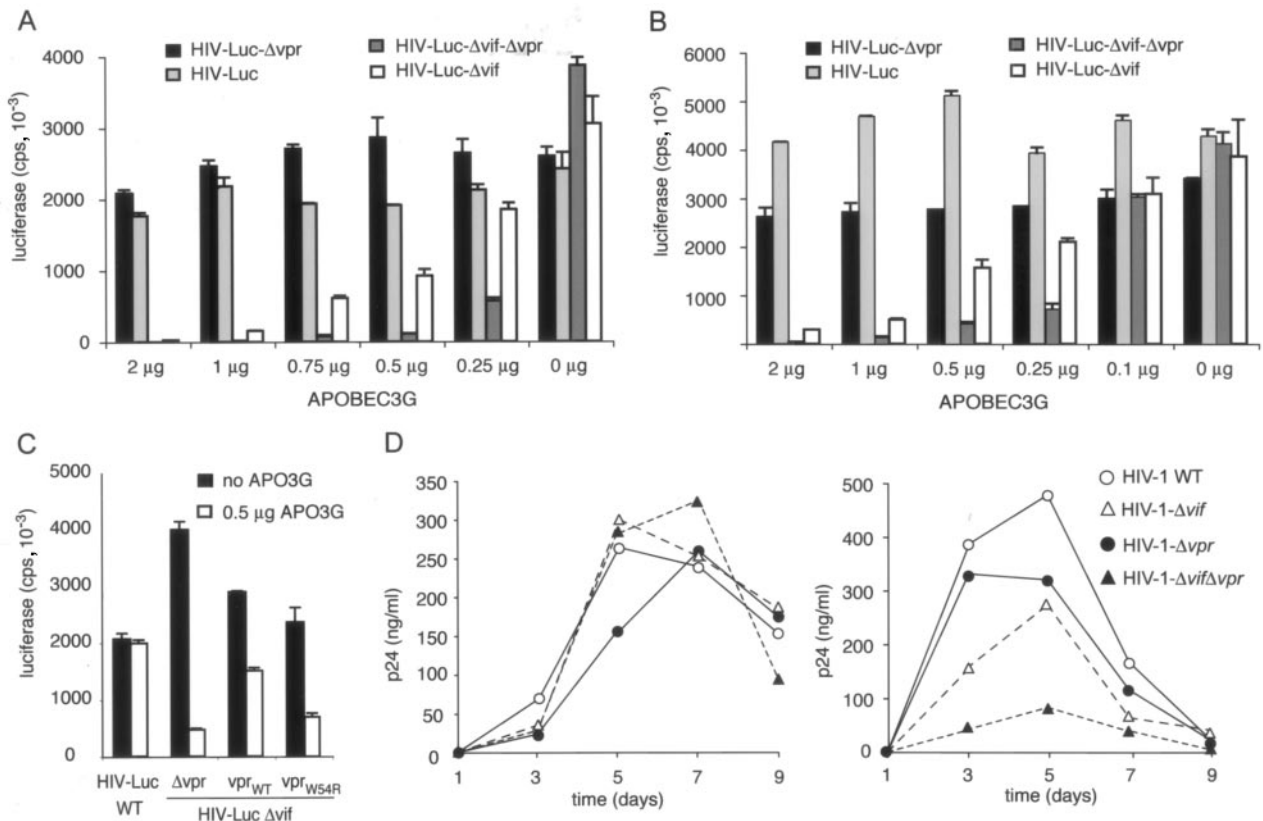 A
HIV-Luc-Δvpr
HIV-Luc-Δvif-Δvpr
HIV-Luc
HIV-Luc-Δvif
luciferase (cps, 10⁻³)
4000
3000
2000
1000
0
2 μg 1 μg 0.75 μg 0.5 μg 0.25 μg 0 μg
APOBEC3G
B
HIV-Luc-Δvpr
HIV-Luc-Δvif-Δvpr
HIV-Luc
HIV-Luc-Δvif
luciferase (cps, 10⁻³)
6000
5000
4000
3000
2000
1000
2 μg 1 μg 0.5 μg 0.25 μg 0.1 μg 0 μg
APOBEC3G
C
no APO3G
0.5 μg APO3G
luciferase (cps, 10⁻³)
5000
4000
3000
2000
1000
0
HIV-Luc
WT
Δvpr vprWT vprW54R
HIV-Luc Δvif
D
p24 (ng/ml)
350
300
250
200
150
100
50
0
1 3 5 7 9
time (days)
p24 (ng/ml)
500
400
300
200
100
0
1 3 5 7 9
time (days)
HIV-1 WT
HIV-1-Δvif
HIV-1-Δvpr
HIV-1-ΔvifΔvpr